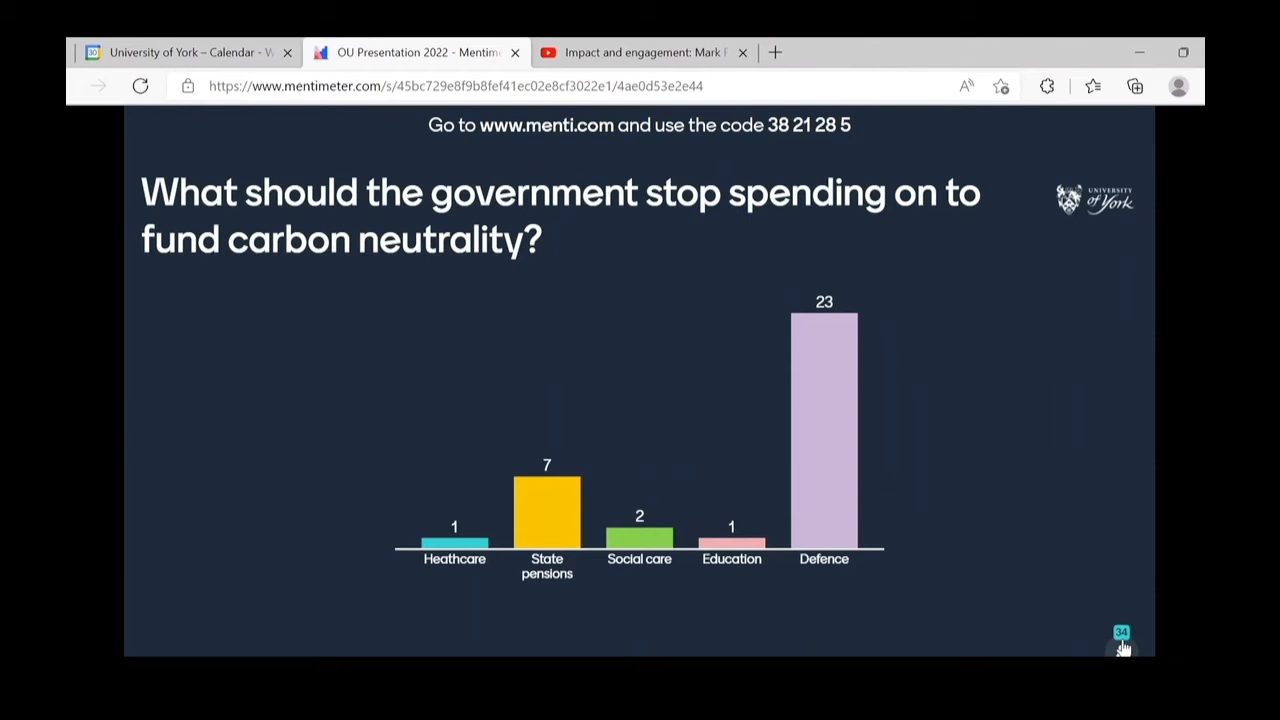 University of York – Calendar - W
OU Presentation 2022 - Mentime
Impact and engagement: Mark F
https://www.mentimeter.com/s/45bc729e8f9b8fef41ec02e8cf3022e1/4ae0d53e2e44
Go to www.menti.com and use the code 38 21 28 5
What should the government stop spending on to
fund carbon neutrality?
UNIVERSITY
of York
23
7
2
1
1
Heathcare
State
pensions
Social care
Education
Defence
34